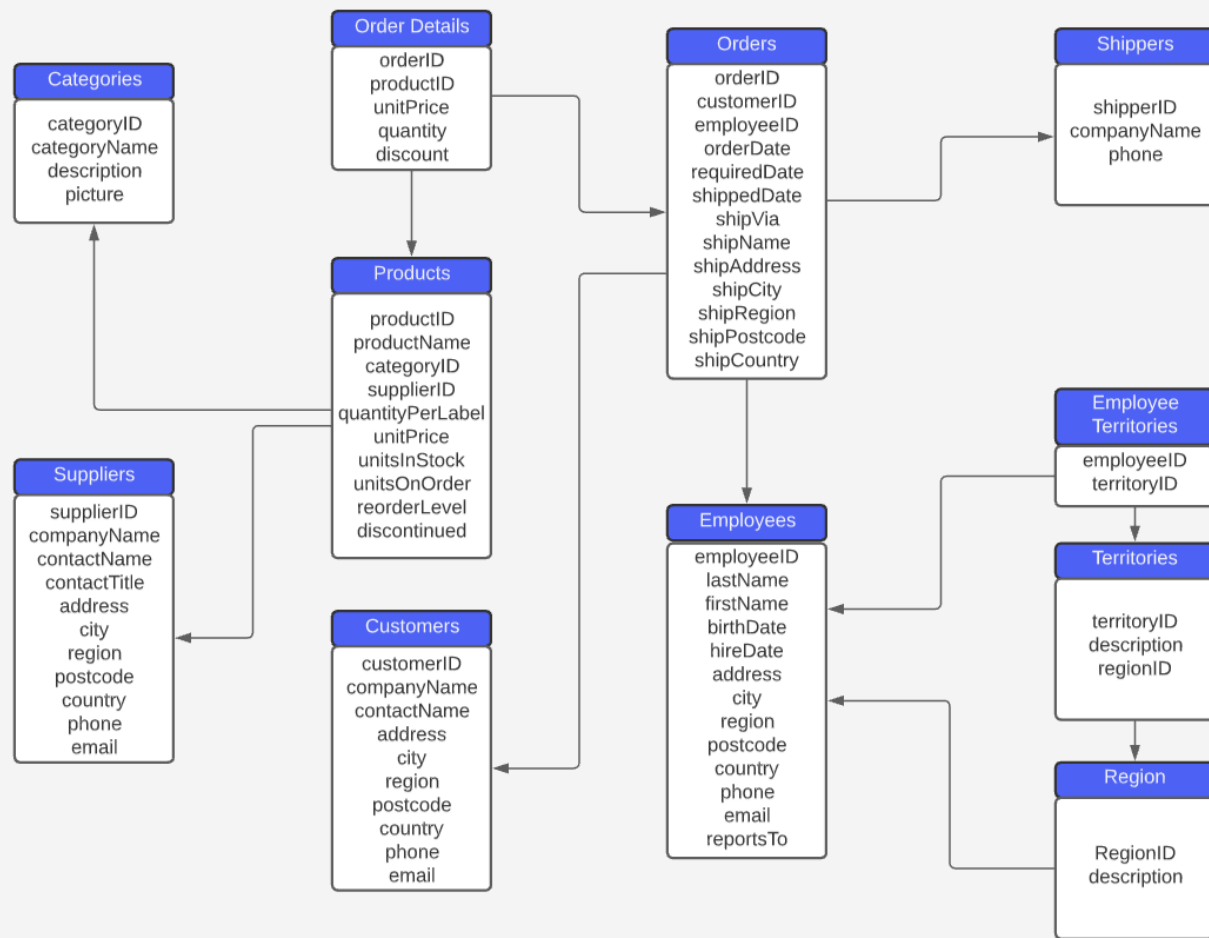 Order Details
orderID
productID
unitPrice
quantity
discount
Orders
orderID
customerID
employeeID
orderDate
requiredDate
shippedDate
shipVia
shipName
shipAddress
shipCity
shipRegion
shipPostcode
shipCountry
Shippers
shipperID
companyName
phone
Categories
categoryID
categoryName
description
picture
Products
productID
productName
categoryID
supplierID
quantityPerLabel
unitPrice
unitsInStock
unitsOnOrder
reorderLevel
discontinued
Suppliers
supplierID
companyName
contactName
contactTitle
address
city
region
postcode
country
phone
email
Customers
customerID
companyName
contactName
address
city
region
postcode
country
phone
email
Employees
employeeID
lastName
firstName
birthDate
hireDate
address
city
region
postcode
country
phone
email
reportsTo
Employee
Territories
employeeID
territoryID
Territories
territoryID
description
regionID
Region
RegionID
description